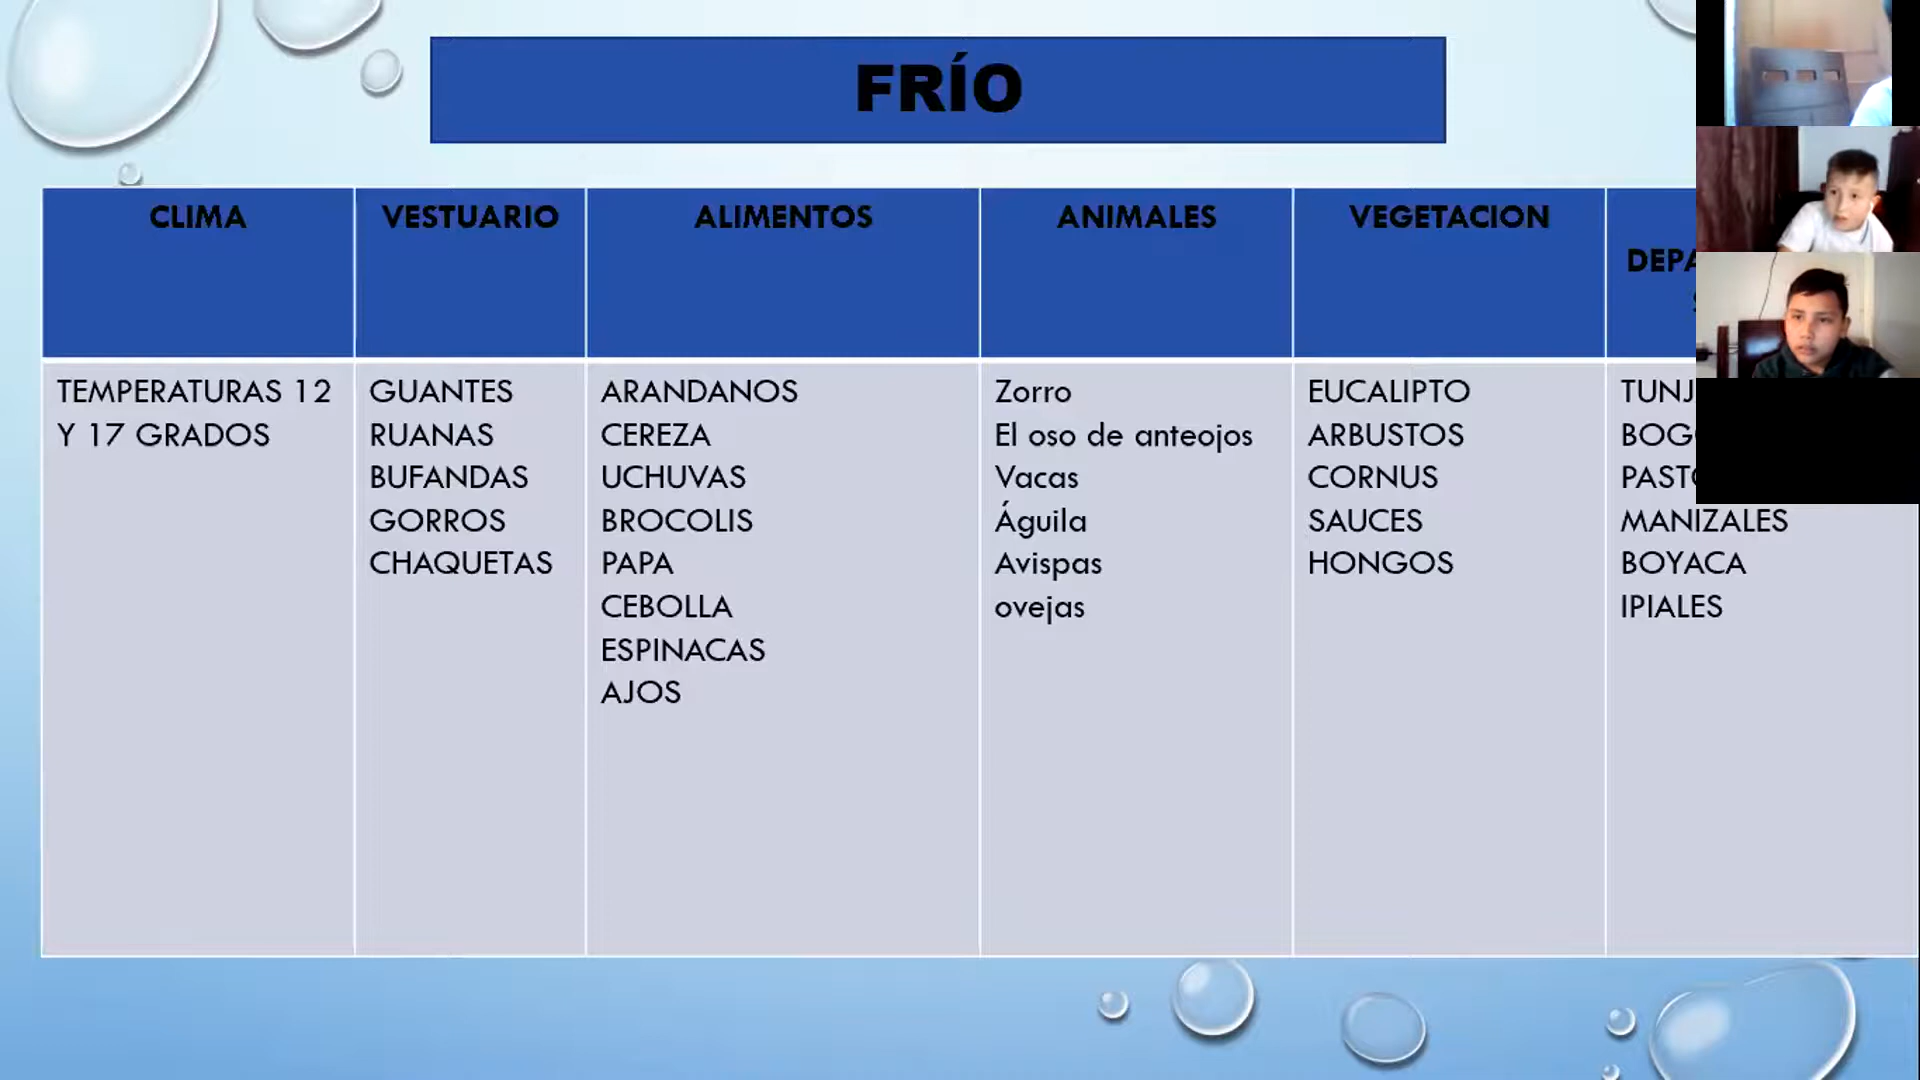 FRÍO
CLIMA
VESTUARIO
ALIMENTOS
ANIMALES
VEGETACION
TEMPERATURAS 12
Y 17 GRADOS
GUANTES
RUANAS
BUFANDAS
GORROS
CHAQUETAS
ARANDANOS
CEREZA
UCHUVAS
BROCOLIS
PAPA
CEBOLLA
ESPINACAS
AJOS
Zorro
El oso de anteojos
Vacas
Águila
Avispas
ovejas
EUCALIPTO
ARBUSTOS
CORNUS
SAUCES
HONGOS
MANIZALES
BOYACA
IPIALES